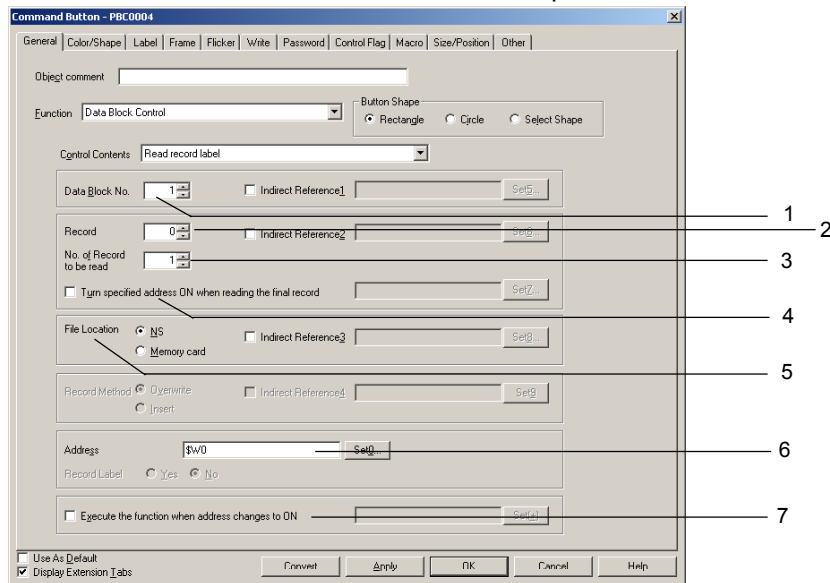 Command Button - PBC0004
General Color/Shape Label Frame Flicker Write Password Control Flag Macro Size/Position Other
Object comment
Function Data Block Control
Button Shape
Rectangle Circle Select Shape
Control Contents Read record label
Data Block No. 1 Indirect Reference1 Set5...
1
Record 0 Indirect Reference2 Set6...
2
No. of Record
to be read 1
3
Turn specified address ON when reading the final record Set7...
4
File Location NS Indirect Reference3 Set8...
Memory card
5
Record Method Overwrite Indirect Reference4 Set9
Insert
Address $W0 Set0...
6
Record Label Yes No
Execute the function when address changes to ON Set(+)
7
Use As Default
Display Extension Tabs
Convert Apply OK Cancel Help